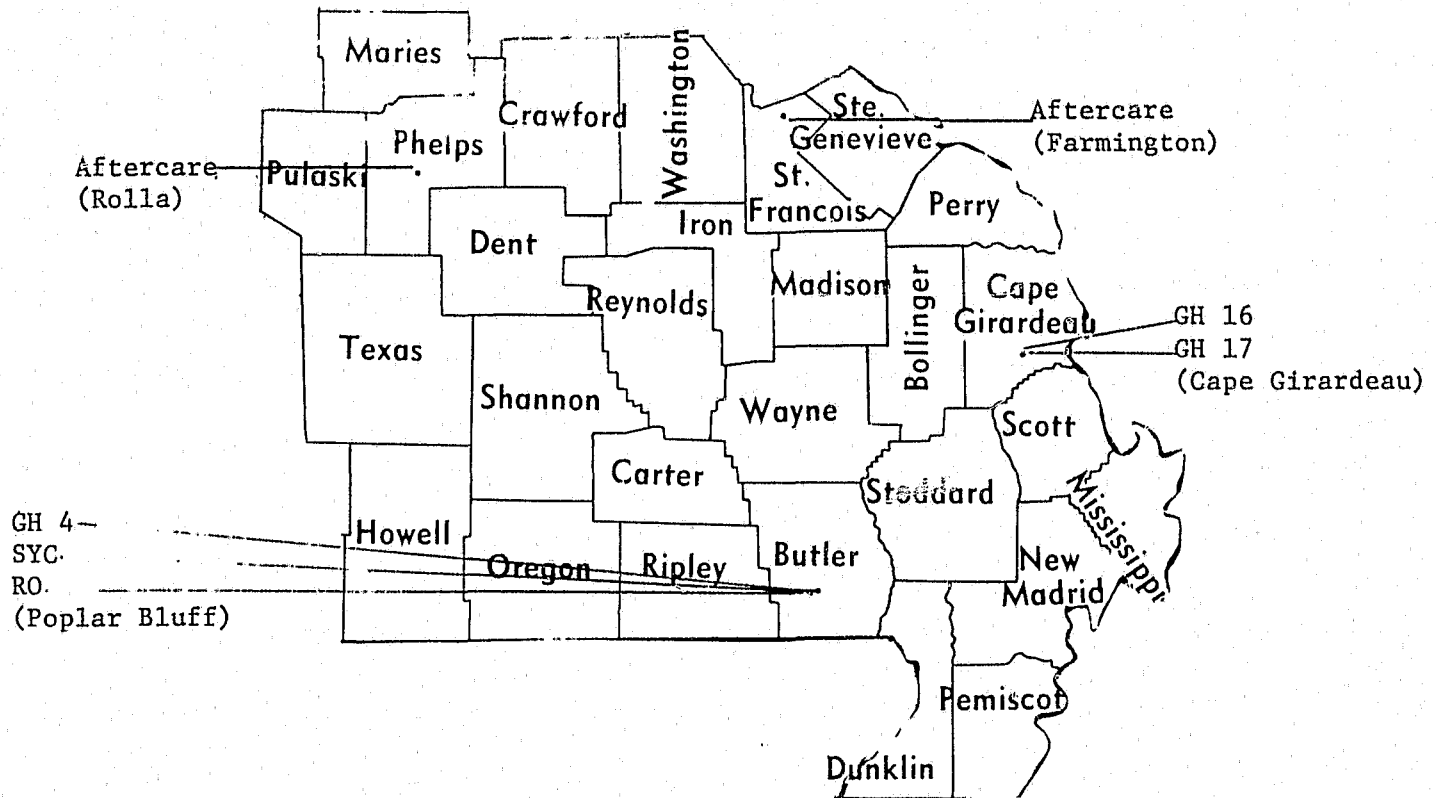 Maries
Washington
Crawford
Ste.
Genevieve
Aftercare
(Farmington)
Phelps
Aftercare
(Rolla)
Pulaski
St.
Francois
Perry
Iron
Dent
Madison
Bollinger
Cape
Girardeau
Reynolds
GH 16
GH 17
(Cape Girardeau)
Texas
Shannon
Wayne
Scott
Carter
Stoddard
Mississippi
GH 4
SYC.
RO.
(Poplar Bluff)
Howell
Oregon
Ripley
Butler
New
Madrid
Pemiscot
Dunklin